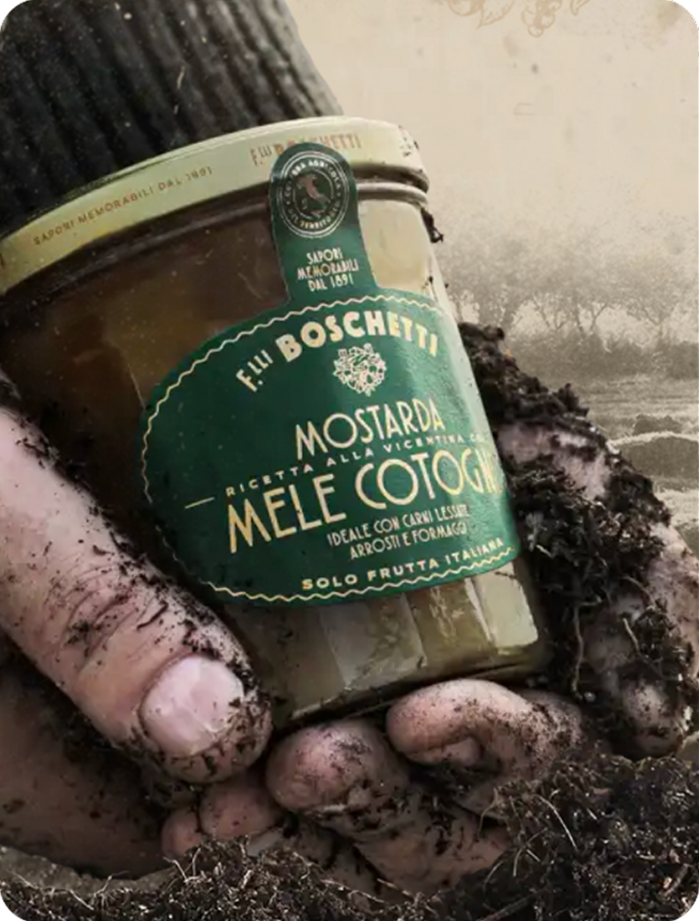 SAPORI MEMORABILI DAL 1891
F.LLI BOSCHETTI
SAPORI
MEMORABILI
DAL 1891
F.LLI BOSCHETTI
MOSTARDA
RICETTA ALLA VICENTINA
MELE COTOGN
IDEALE CON CARNI LESSATE,
ARROSTI E FORMAGGI
SOLO FRUTTA ITALIANA